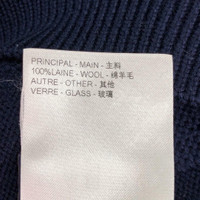 PRINCIPAL - MAIN - 主料
100%LAINE - WOOL - 绵羊毛
AUTRE - OTHER - 其他
VERRE - GLASS - 玻璃